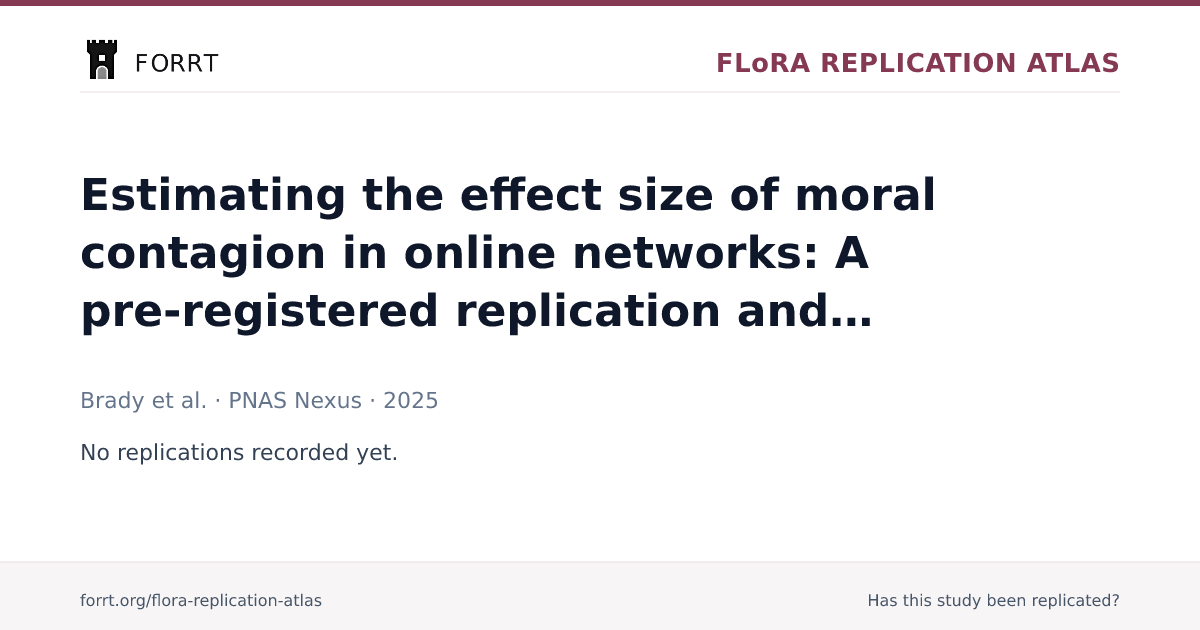 FORRT
FLoRA REPLICATION ATLAS
Estimating the effect size of moral
contagion in online networks: A
pre-registered replication and…
Brady et al. · PNAS Nexus · 2025
No replications recorded yet.
forrt.org/flora-replication-atlas
Has this study been replicated?